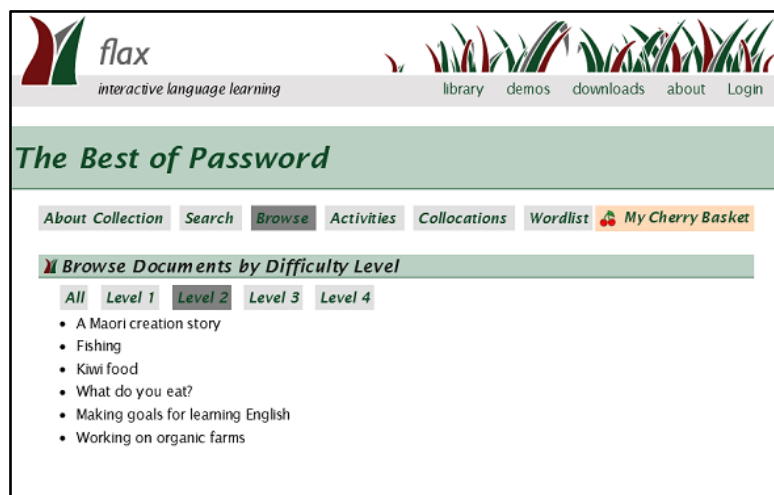 flax
interactive language learning
library demos downloads about Login
The Best of Password
About Collection Search Browse Activities Collocations Wordlist My Cherry Basket
Browse Documents by Difficulty Level
All Level 1 Level 2 Level 3 Level 4
• A Maori creation story
• Fishing
• Kiwi food
• What do you eat?
• Making goals for learning English
• Working on organic farms